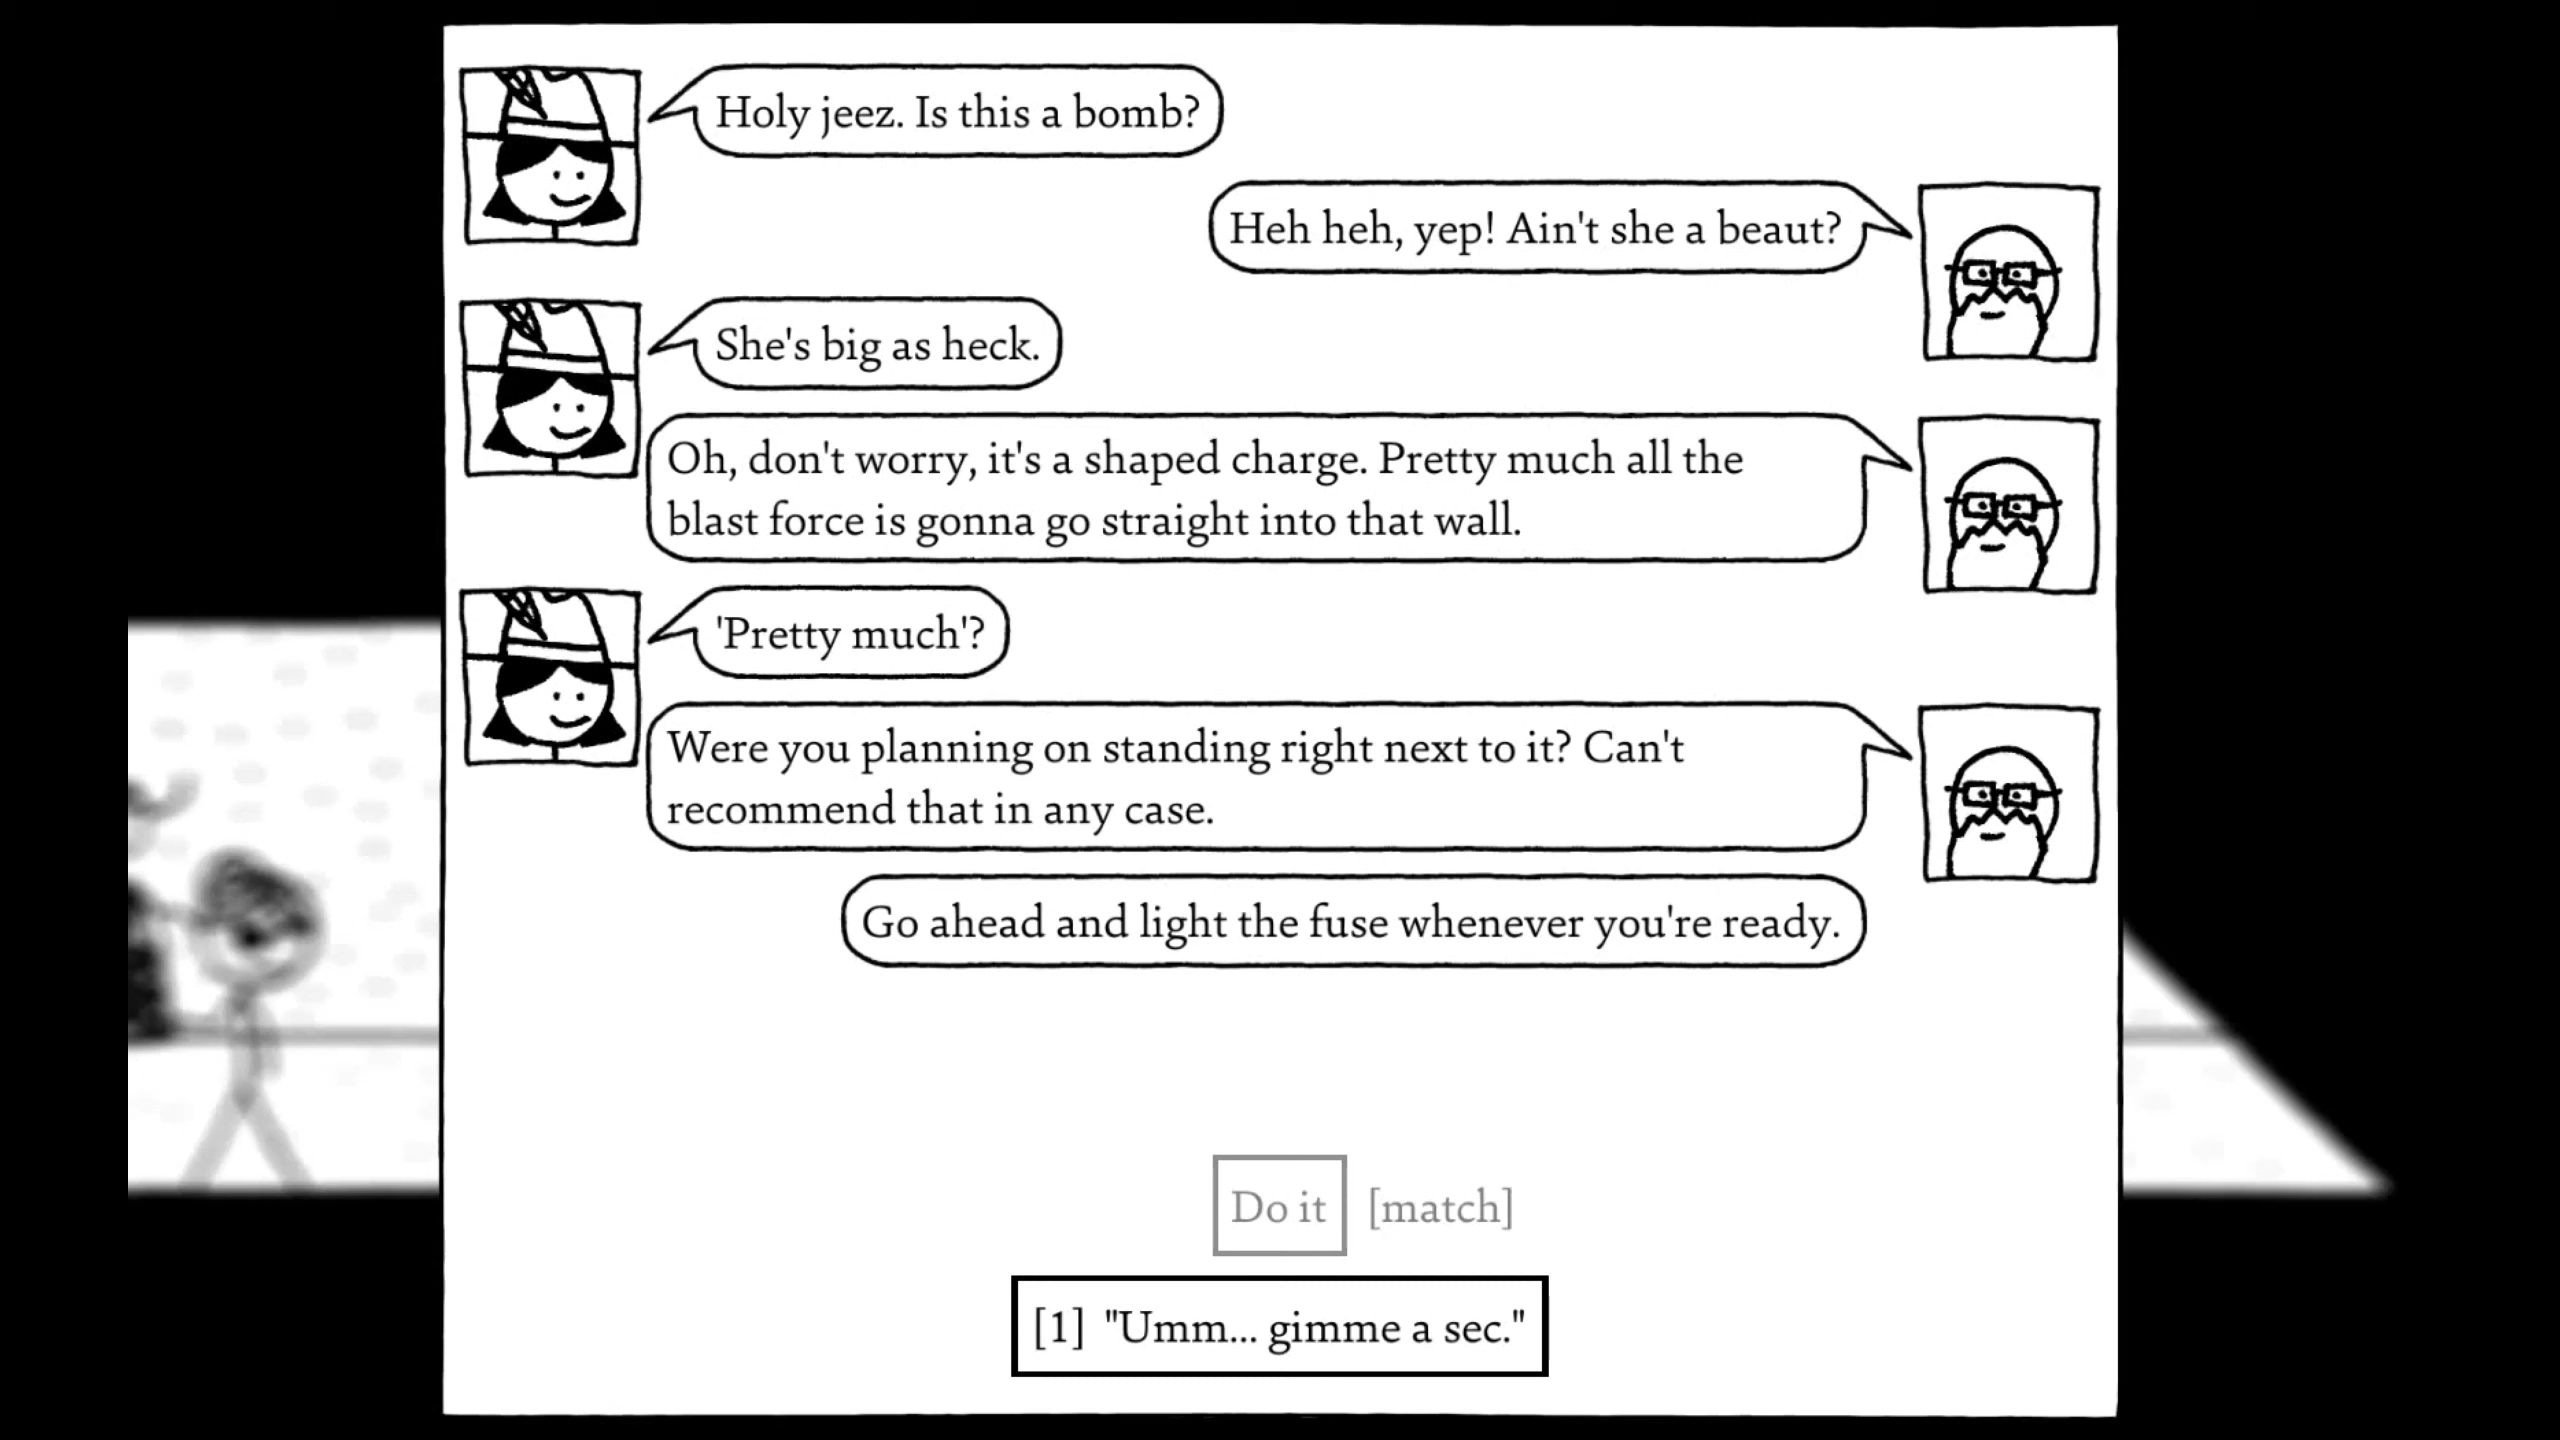 Holy jeez. Is this a bomb?
Heh heh, yep! Ain't she a beaut?
She's big as heck.
Oh, don't worry, it's a shaped charge. Pretty much all the
blast force is gonna go straight into that wall.
'Pretty much'?
Were you planning on standing right next to it? Can't
recommend that in any case.
Go ahead and light the fuse whenever you're ready.
Do it [match]
[1] "Umm... gimme a sec."